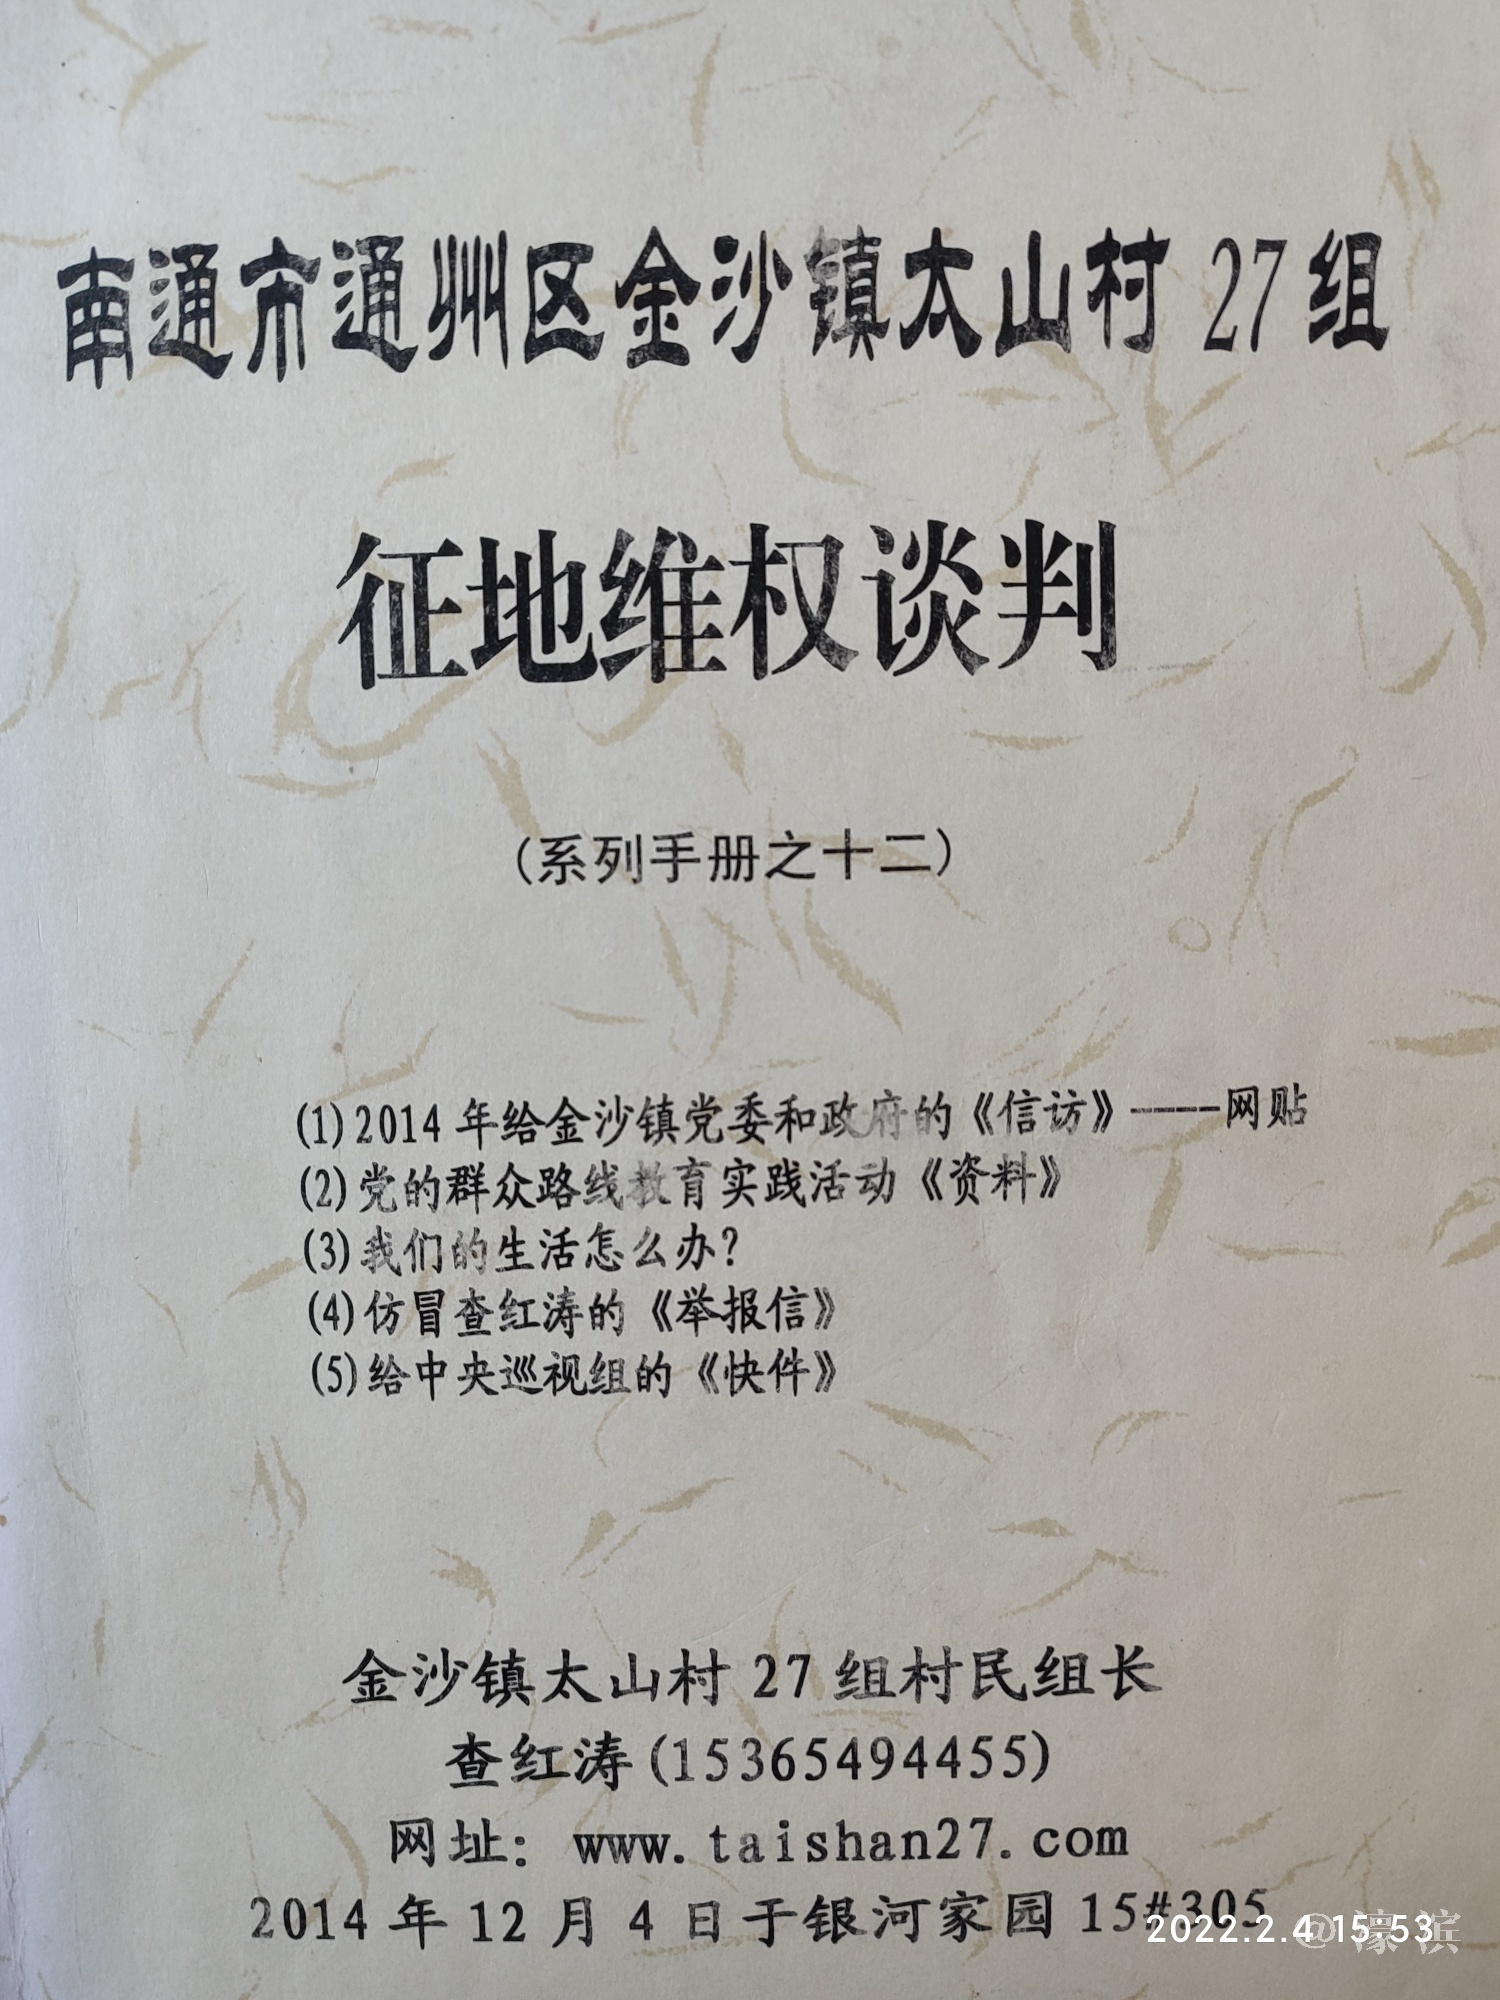 南通市通州区金沙镇太山村27组
征地维权谈判
(系列手册之十二)
(1)2014年给金沙镇党委和政府的《信访》----网贴
(2)党的群众路线教育实践活动《资料》
(3)我们的生活怎么办?
(4)仿冒查红涛的《举报信》
(5)给中央巡视组的《快件》
金沙镇太山村27组村民组长
查红涛(15365494455)
网址: www.taishan27.com
2014年12月4日于银河家园15#305
2022.2.4 15:53
@濠滨